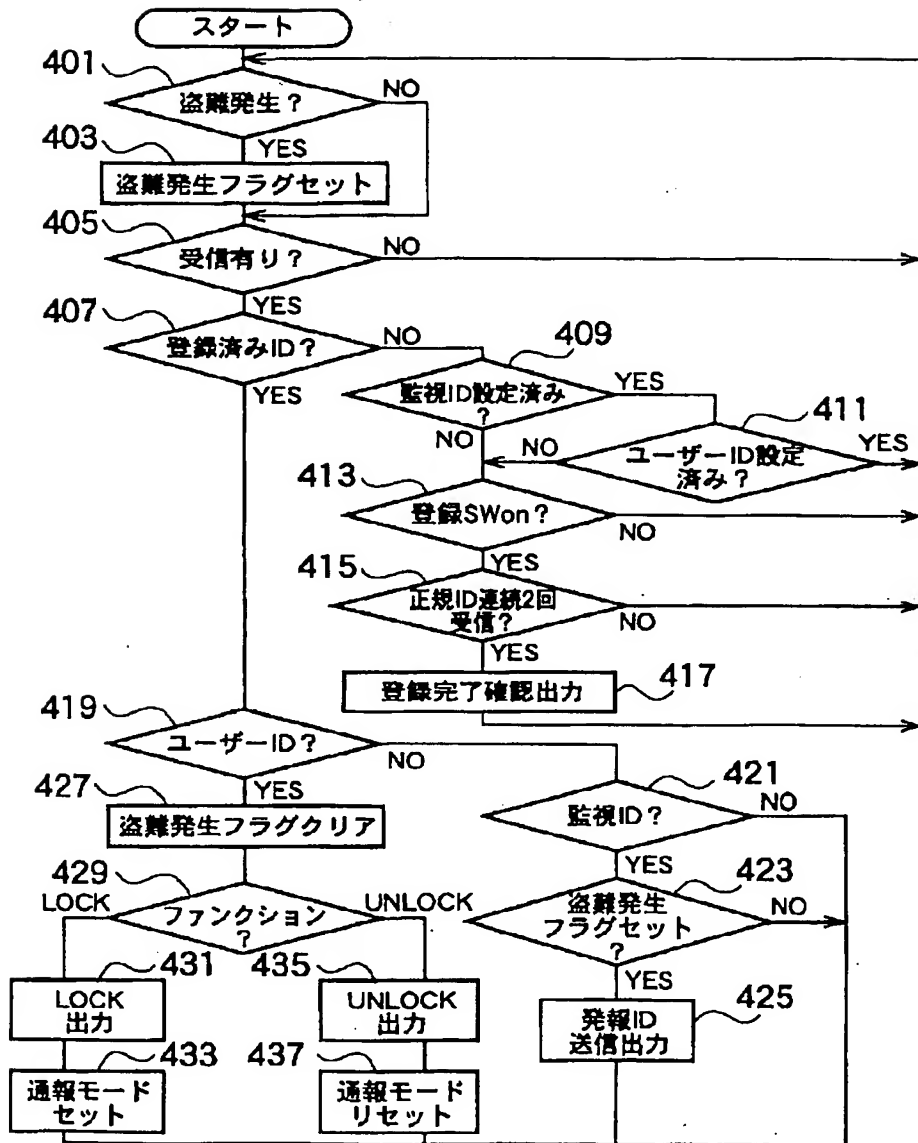 スタート
401
盗難発生?
NO
YES
403
盗難発生フラグセット
405
受信有り?
NO
YES
407
登録済みID?
NO
YES
409
監視ID設定済み
?
YES
NO
411
ユーザーID設定
済み?
NO
YES
413
登録SWon?
NO
YES
415
正規ID連続2回
受信?
NO
YES
登録完了確認出力
417
419
ユーザーID?
NO
YES
421
監視ID?
NO
YES
427
盗難発生フラグクリア
423
盗難発生
フラグセット
?
NO
YES
429
ファンクション
?
LOCK
UNLOCK
431
LOCK
出力
435
UNLOCK
出力
425
発報ID
送信出力
433
通報モード
セット
437
通報モード
リセット